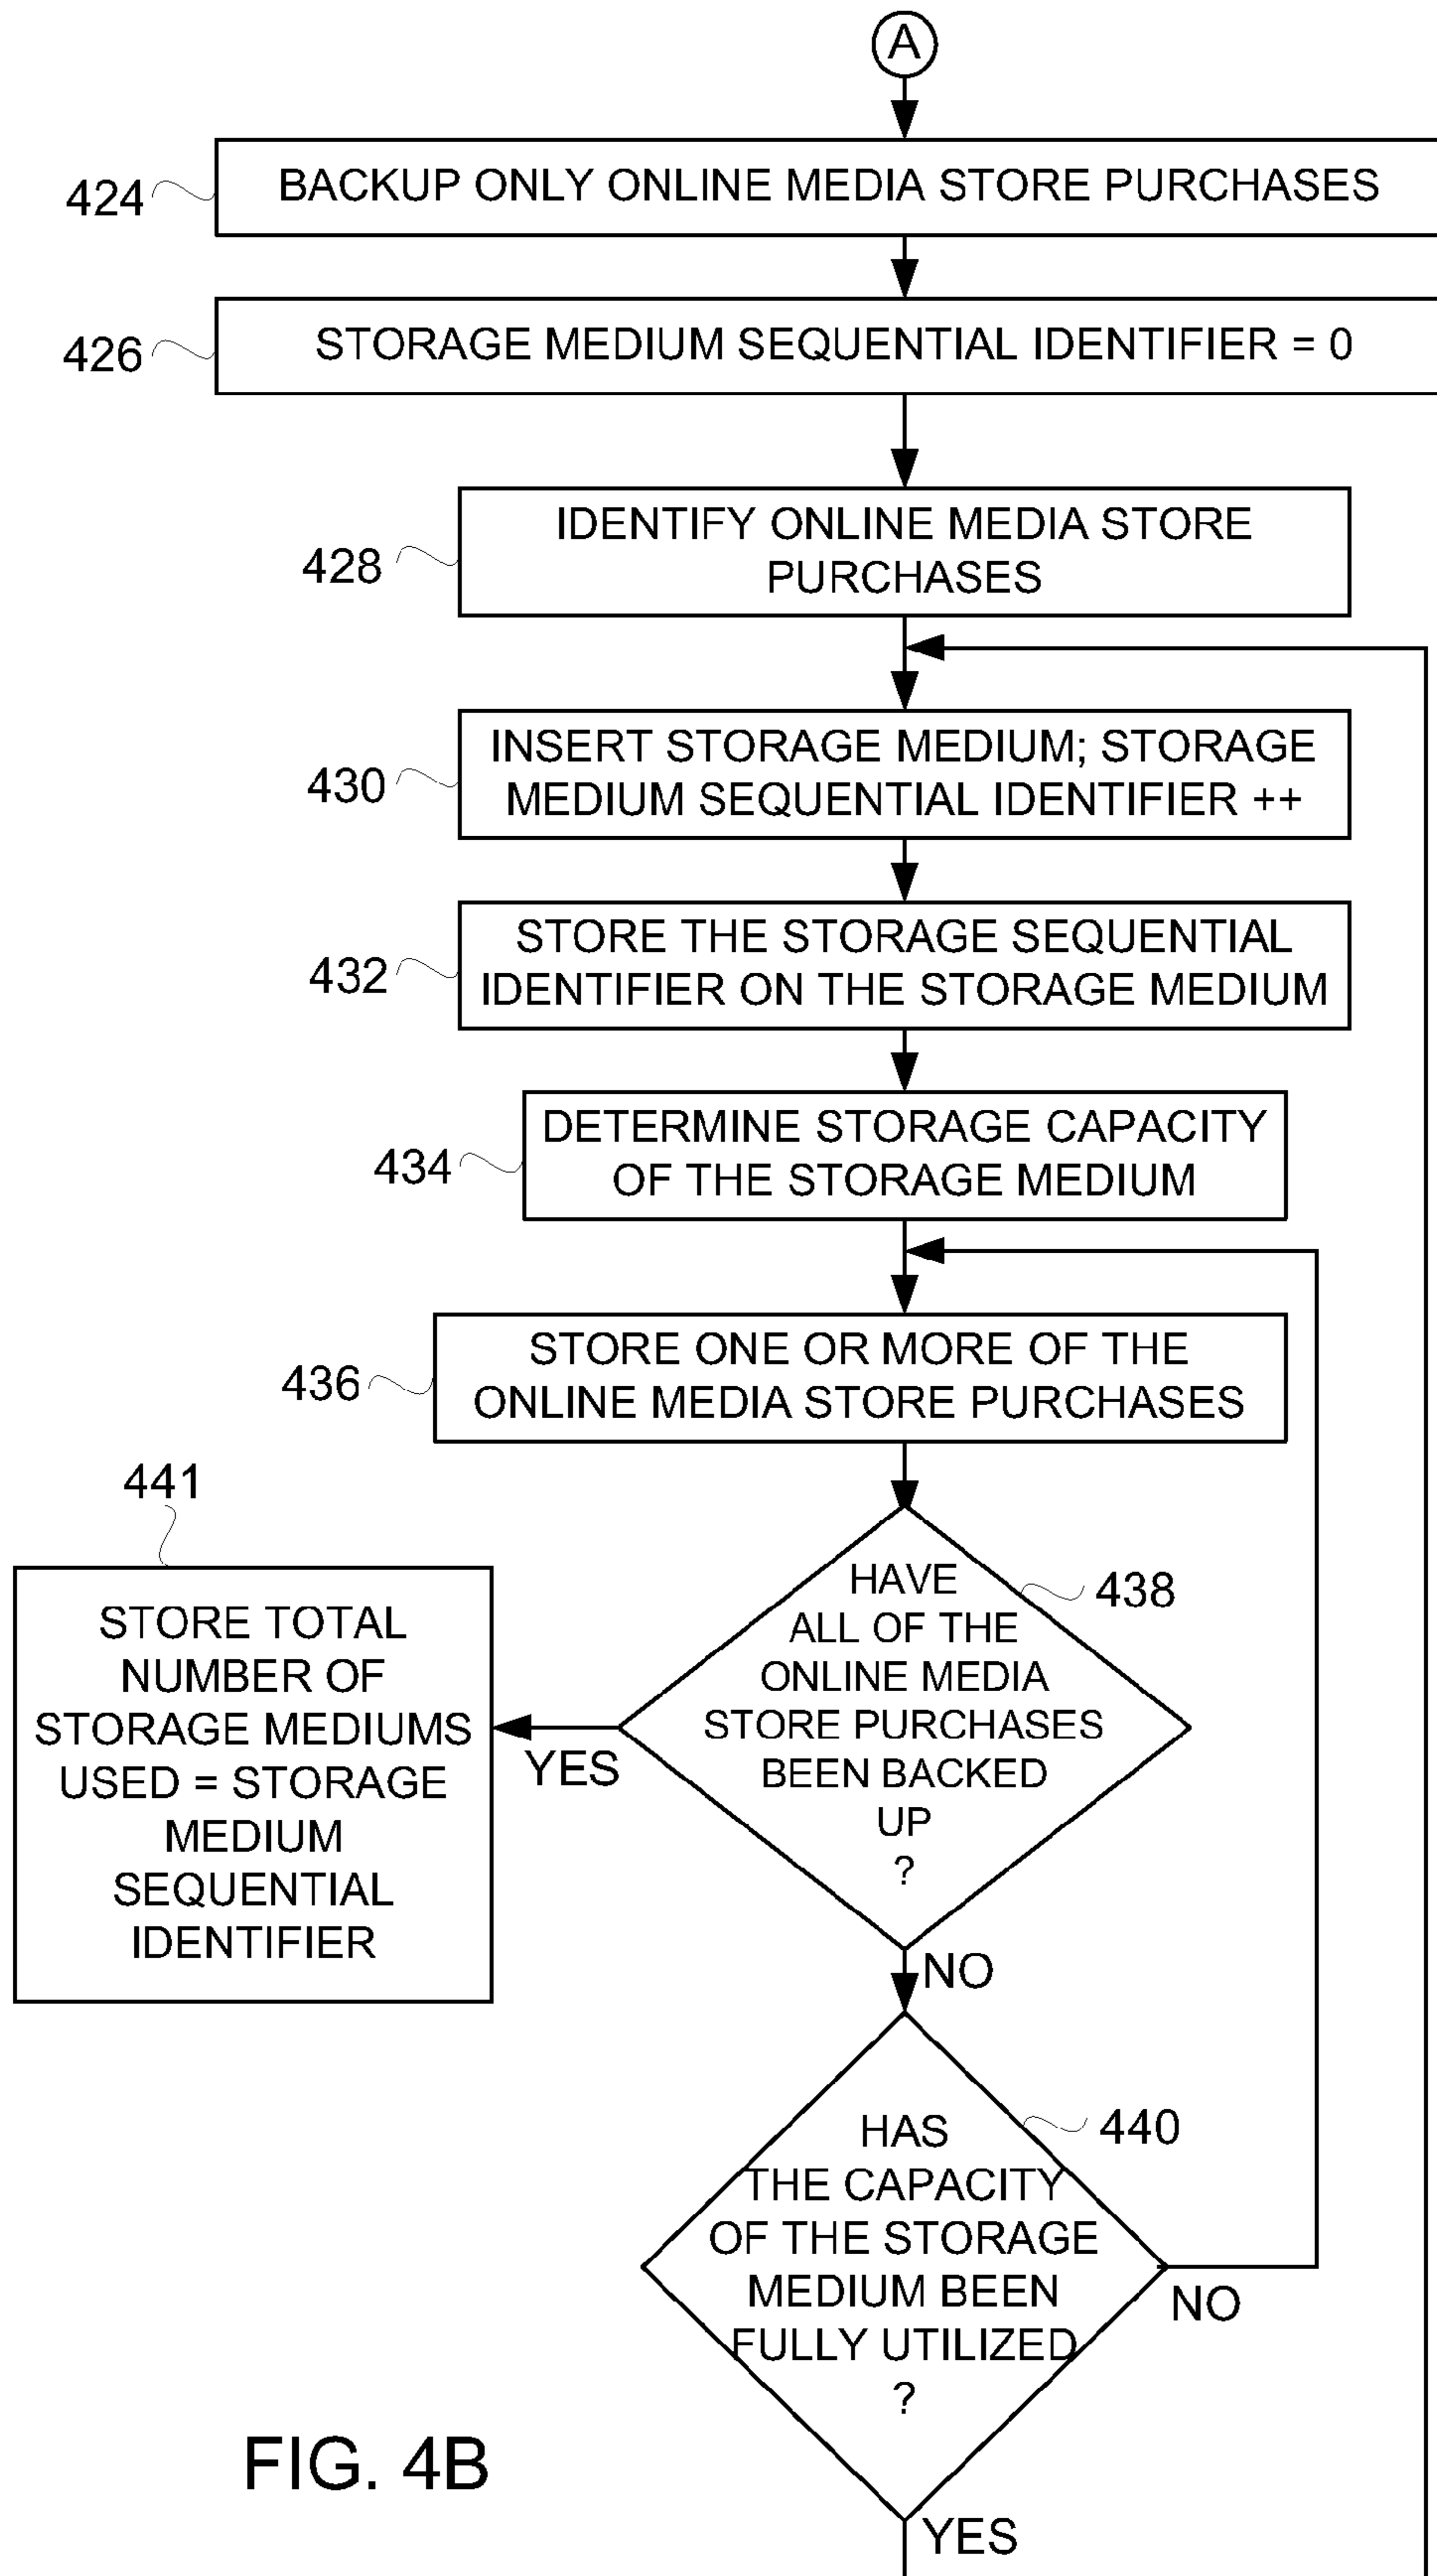 A
424
BACKUP ONLY ONLINE MEDIA STORE PURCHASES
426
STORAGE MEDIUM SEQUENTIAL IDENTIFIER = 0
428
IDENTIFY ONLINE MEDIA STORE
PURCHASES
430
INSERT STORAGE MEDIUM; STORAGE
MEDIUM SEQUENTIAL IDENTIFIER ++
432
STORE THE STORAGE SEQUENTIAL
IDENTIFIER ON THE STORAGE MEDIUM
434
DETERMINE STORAGE CAPACITY
OF THE STORAGE MEDIUM
436
STORE ONE OR MORE OF THE
ONLINE MEDIA STORE PURCHASES
441
STORE TOTAL
NUMBER OF
STORAGE MEDIUMS
USED = STORAGE
MEDIUM
SEQUENTIAL
IDENTIFIER
YES
438
HAVE
ALL OF THE
ONLINE MEDIA
STORE PURCHASES
BEEN BACKED
UP
?
NO
440
HAS
THE CAPACITY
OF THE STORAGE
MEDIUM BEEN
FULLY UTILIZED
?
NO
YES
FIG. 4B